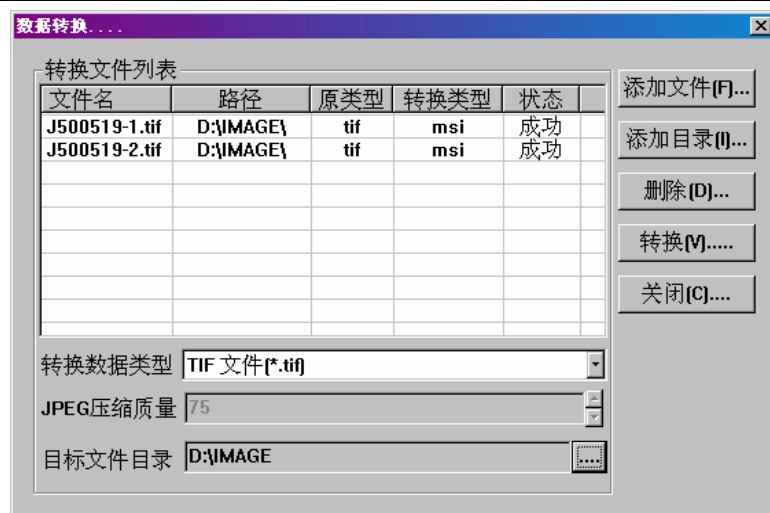 数据转换....
转换文件列表
文件名 路径 原类型 转换类型 状态
J500519-1.tif D:\IMAGE\ tif msi 成功
J500519-2.tif D:\IMAGE\ tif msi 成功
转换数据类型 TIF 文件(*.tif)
JPEG压缩质量 75
目标文件目录 D:\IMAGE ....
添加文件(F)...
添加目录(I)...
删除(D)...
转换(V).....
关闭(C)....